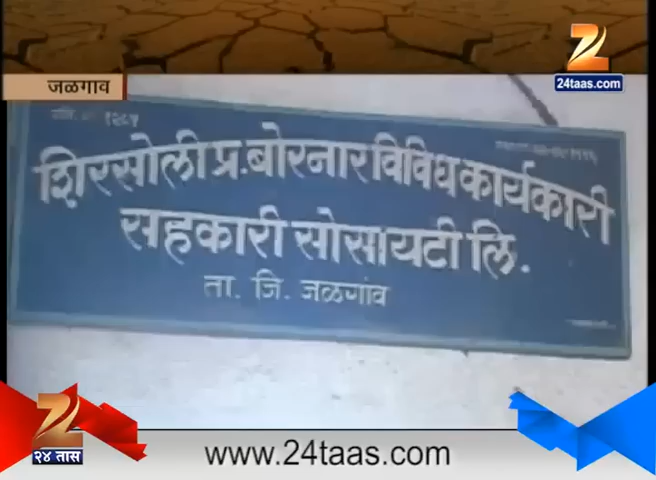 24taas.com
जळगाव
शिरसोली प्र.बोरनार विविध कार्यकारी
सहकारी सोसायटी लि.
ता. जि. जळगांव
२४ तास
www.24taas.com